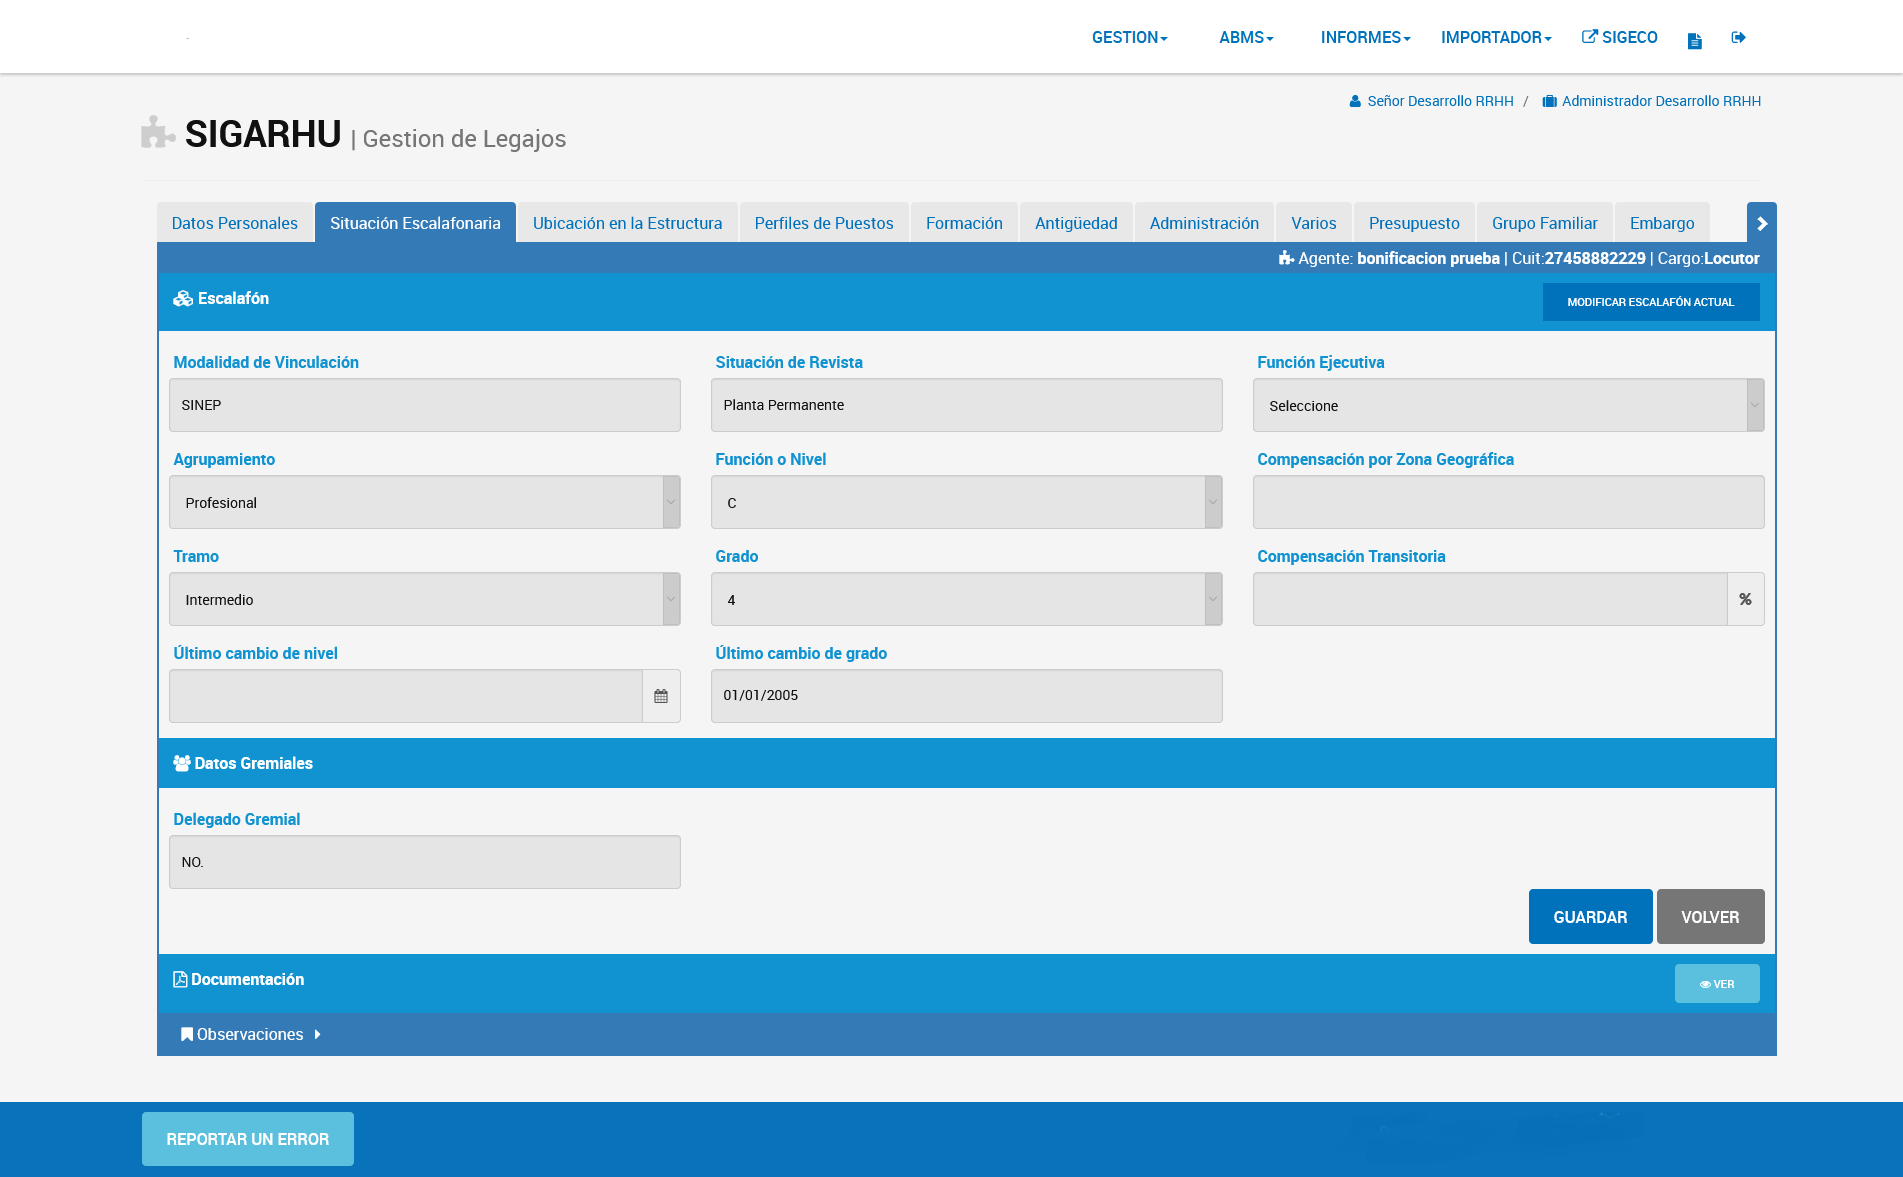 GESTION
ABMS
INFORMES
IMPORTADOR
SIGECO
Señor Desarrollo RRHH / Administrador Desarrollo RRHH
SIGARHU | Gestion de Legajos
Datos Personales
Situación Escalafonaria
Ubicación en la Estructura
Perfiles de Puestos
Formación
Antigüedad
Administración
Varios
Presupuesto
Grupo Familiar
Embargo
Agente: bonificacion prueba | Cuit:27458882229 | Cargo:Locutor
Escalafón
MODIFICAR ESCALAFÓN ACTUAL
Modalidad de Vinculación
SINEP
Situación de Revista
Planta Permanente
Función Ejecutiva
Seleccione
Agrupamiento
Profesional
Función o Nivel
C
Compensación por Zona Geográfica
Tramo
Intermedio
Grado
4
Compensación Transitoria
%
Último cambio de nivel
Último cambio de grado
01/01/2005
Datos Gremiales
Delegado Gremial
NO.
GUARDAR
VOLVER
Documentación
VER
Observaciones
REPORTAR UN ERROR